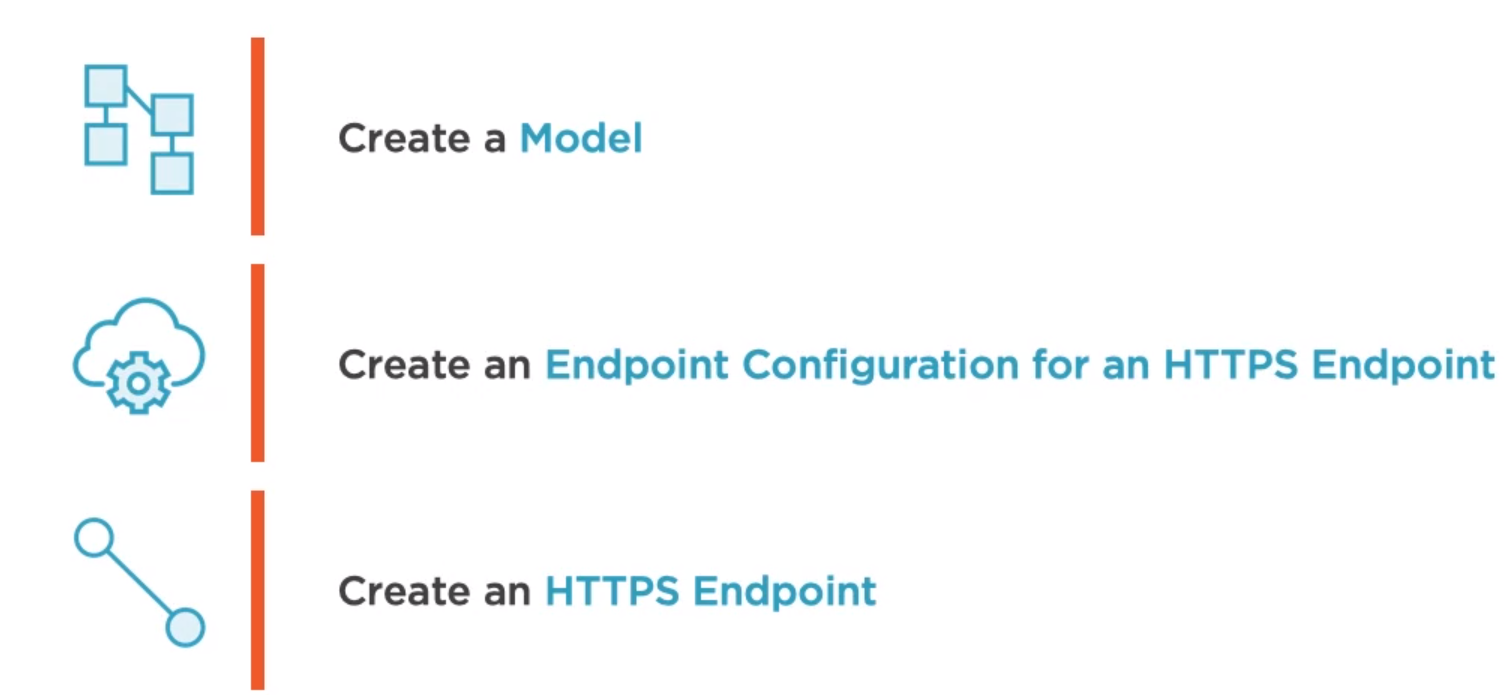 Create a Model
Create an Endpoint Configuration for an HTTPS Endpoint
Create an HTTPS Endpoint